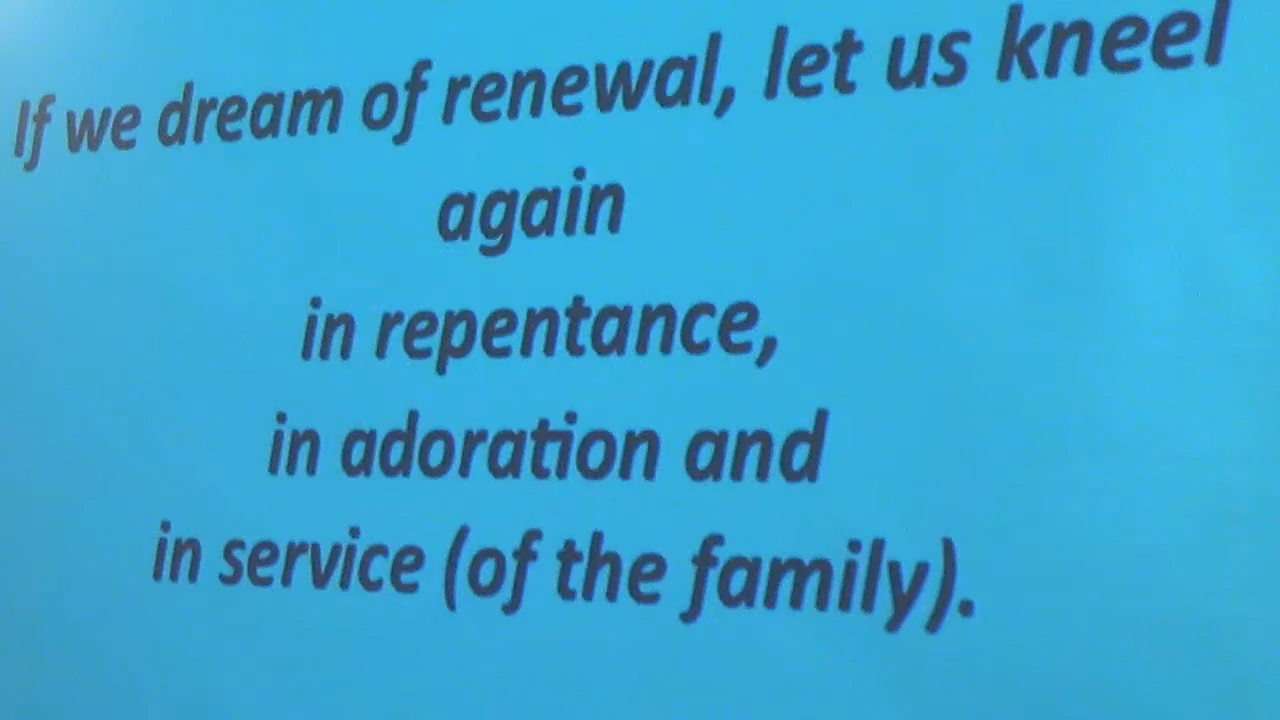 If we dream of renewal, let us kneel
again
in repentance,
in adoration and
in service (of the family).